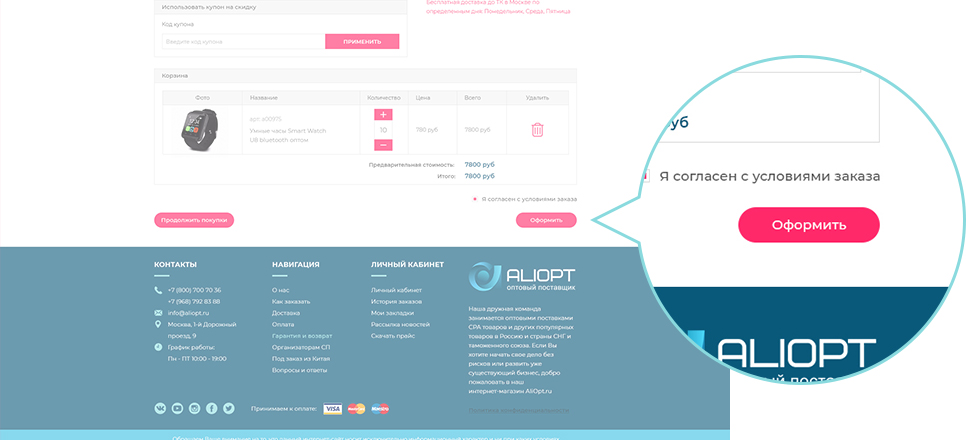 Использовать купон на скидку
Бесплатная доставка до ТК в Москве по
определенным дня: Понедельник, Среда, Пятница
Код купона
Введите код купона
ПРИМЕНИТЬ
Корзина
Фото Название Количество Цена Всего Удалить
арт: a00915
Умные часы Smart Watch
U8 bluetooth оптом
+
10
−
780 руб
7800 руб
Предварительная стоимость: 7800 руб
Итого: 7800 руб
Я согласен с условиями заказа
Продолжить покупки
Оформить
руб
Я согласен с условиями заказа
Оформить
ALIOPT
КОНТАКТЫ
+7 (800) 700 70 36
+7 (968) 792 83 88
info@aliopt.ru
Москва, 1-й Дорожный
проезд, 9
График работы:
Пн - ПТ 10:00 - 19:00
НАВИГАЦИЯ
О нас
Как заказать
Доставка
Оплата
Гарантия и возврат
Организаторам СП
Под заказ из Китая
Вопросы и ответы
ЛИЧНЫЙ КАБИНЕТ
Личный кабинет
История заказов
Мои закладки
Рассылка новостей
Скачать прайс
ALIOPT
оптовый поставщик
Наша дружная команда
занимается оптовыми поставками
СРА товаров и других популярных
товаров в Россию и страны СНГ и
таможенного союза. Если Вы
хотите начать свое дело без
рисков или развить уже
существующий бизнес, добро
пожаловать в наш
интернет-магазин AliOpt.ru
Политика конфиденциальности
Принимаем к оплате: VISA MasterCard Maestro